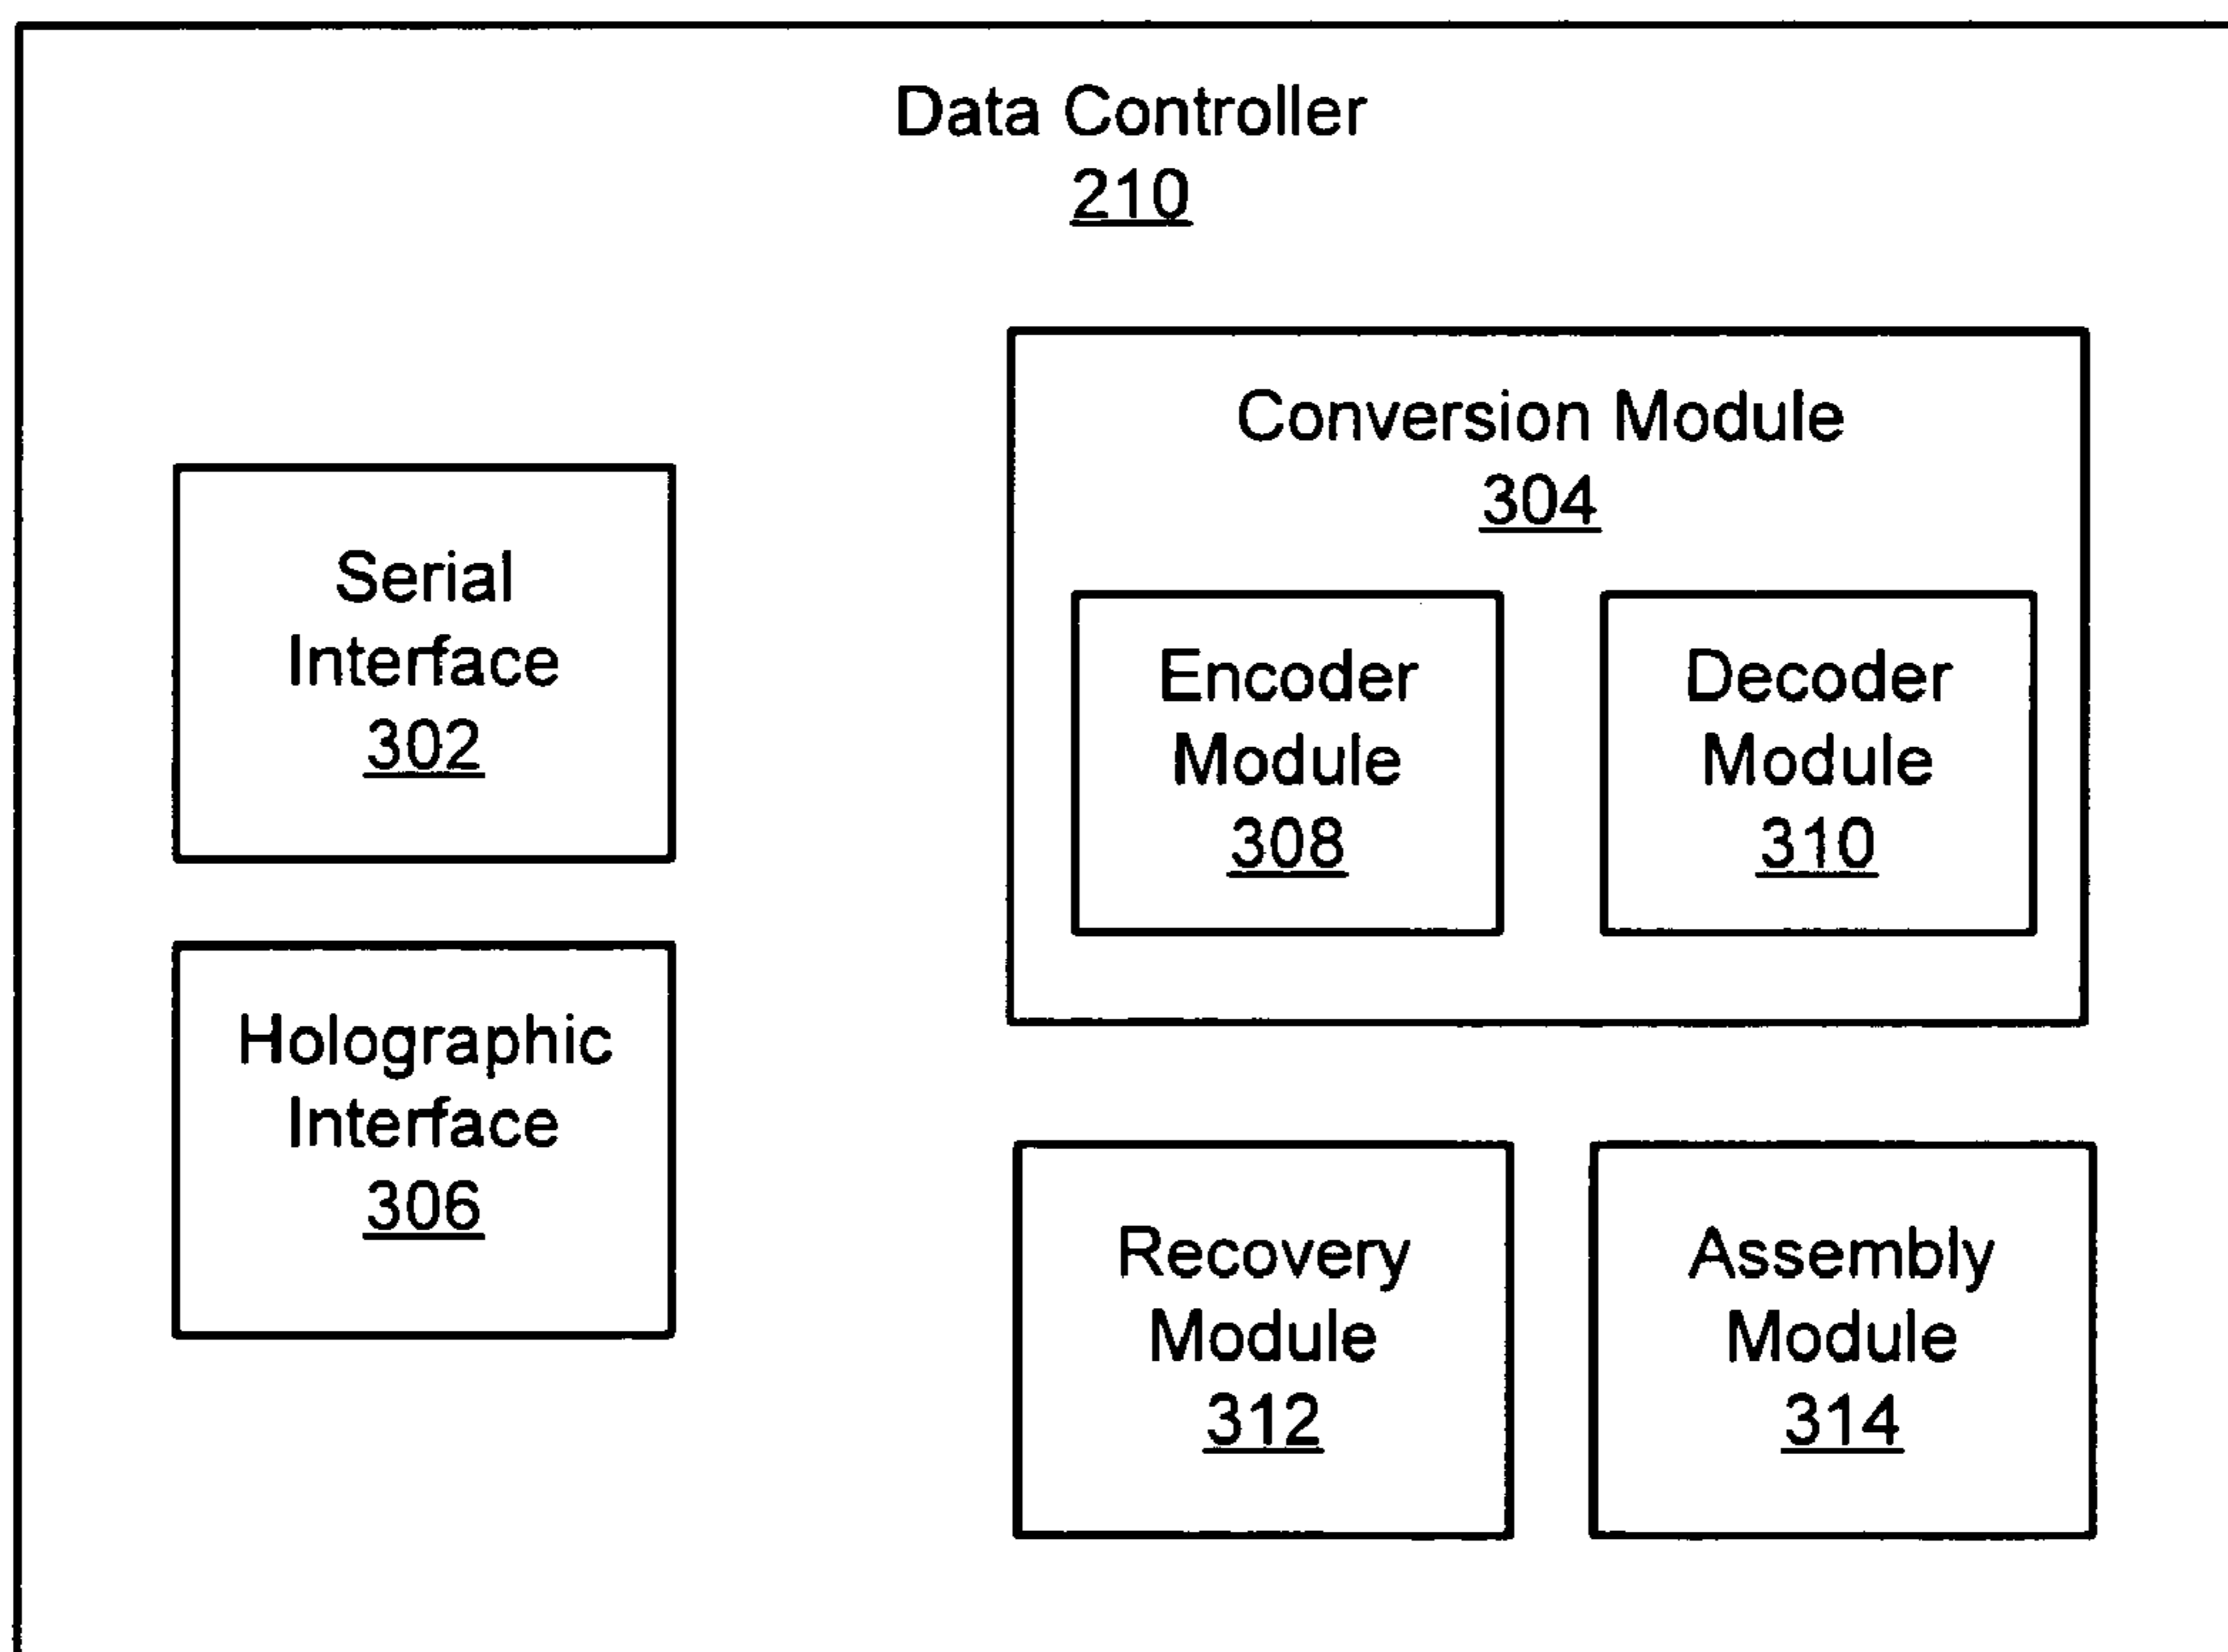 Data Controller
210
Serial
Interface
302
Holographic
Interface
306
Conversion Module
304
Encoder
Module
308
Decoder
Module
310
Recovery
Module
312
Assembly
Module
314